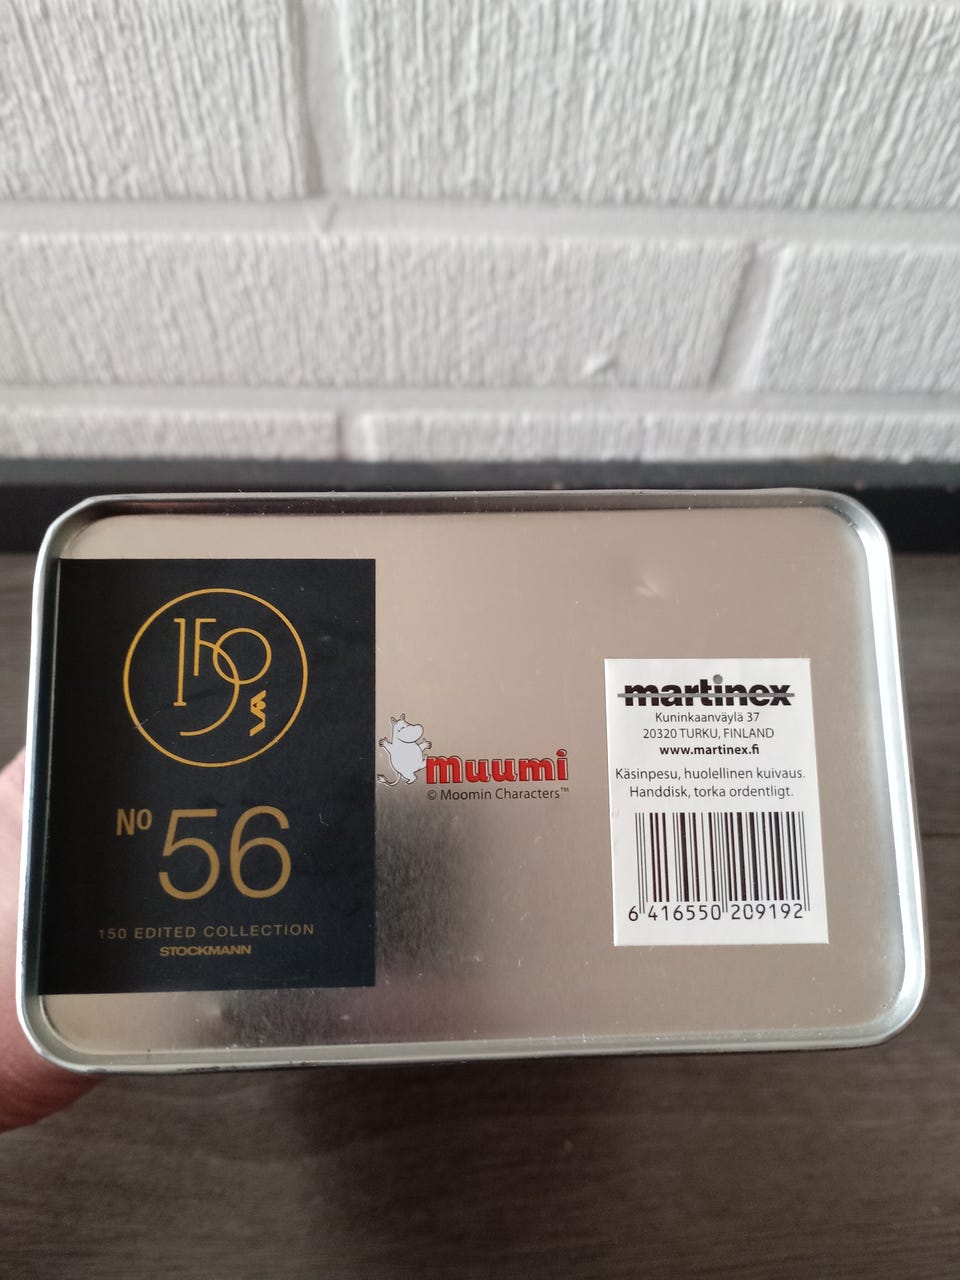 150
No 56
150 EDITED COLLECTION
STOCKMANN
muumi
© Moomin Characters™
martinex
Kuninkaanväylä 37
20320 TURKU, FINLAND
www.martinex.fi
Käsinpesu, huolellinen kuivaus.
Handdisk, torka ordentligt.
6 416550 209192